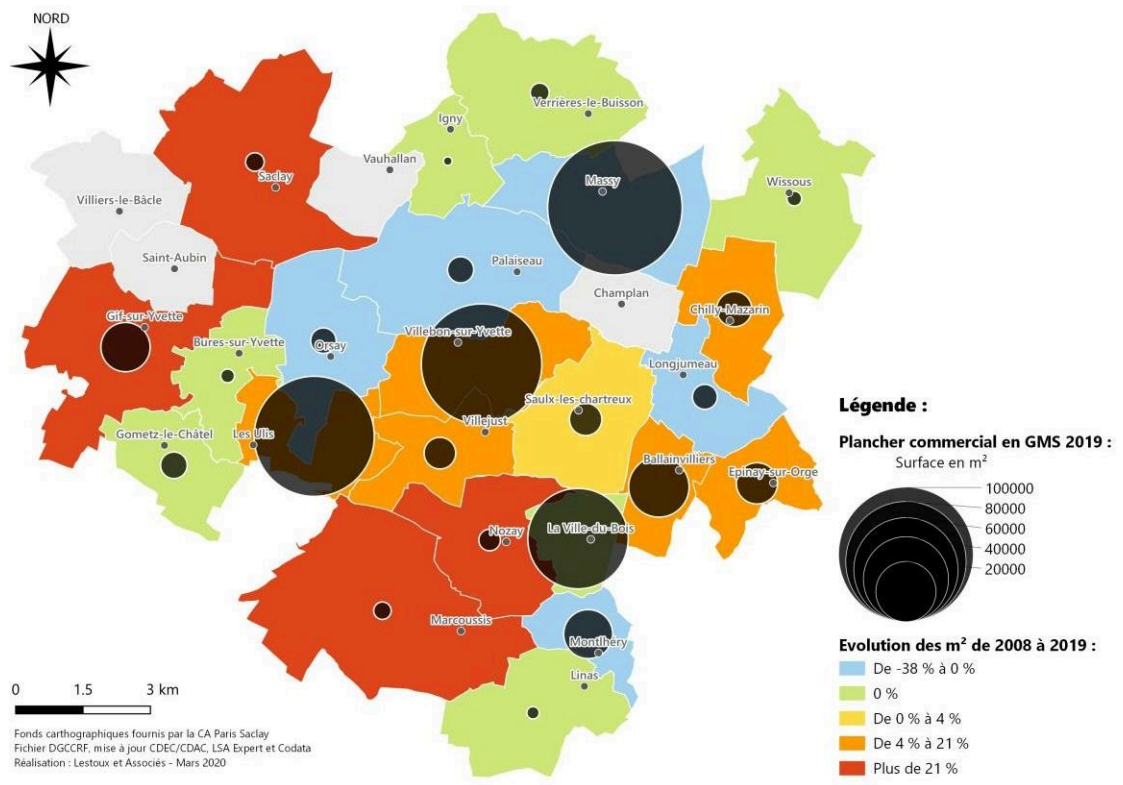 NORD
Verrières-le-Buisson
Igny
Vauhallan
Saclay
Massy
Wissous
Villiers-le-Bâcle
Saint-Aubin
Palaiseau
Champlan
Chilly-Mazarin
Gif-sur-Yvette
Villebon-sur-Yvette
Bures-sur-Yvette
Orsay
Longjumeau
Saulx-les-chartreux
Villejust
Gometz-le-Châtel
Les Ulis
Ballainvilliers
Epinay-sur-Orge
Nozay
La Ville-du-Bois
Marcoussis
Montlhéry
Linas
Légende :
Plancher commercial en GMS 2019 :
Surface en m²
100000
80000
60000
40000
20000
Evolution des m² de 2008 à 2019 :
De -38 % à 0 %
0 %
De 0 % à 4 %
De 4 % à 21 %
Plus de 21 %
0 1.5 3 km
Fonds cartographiques fournis par la CA Paris Saclay
Fichier DGCCRF, mise à jour CDEC/CDAC, LSA Expert et Codata
Réalisation : Lestoux et Associés - Mars 2020